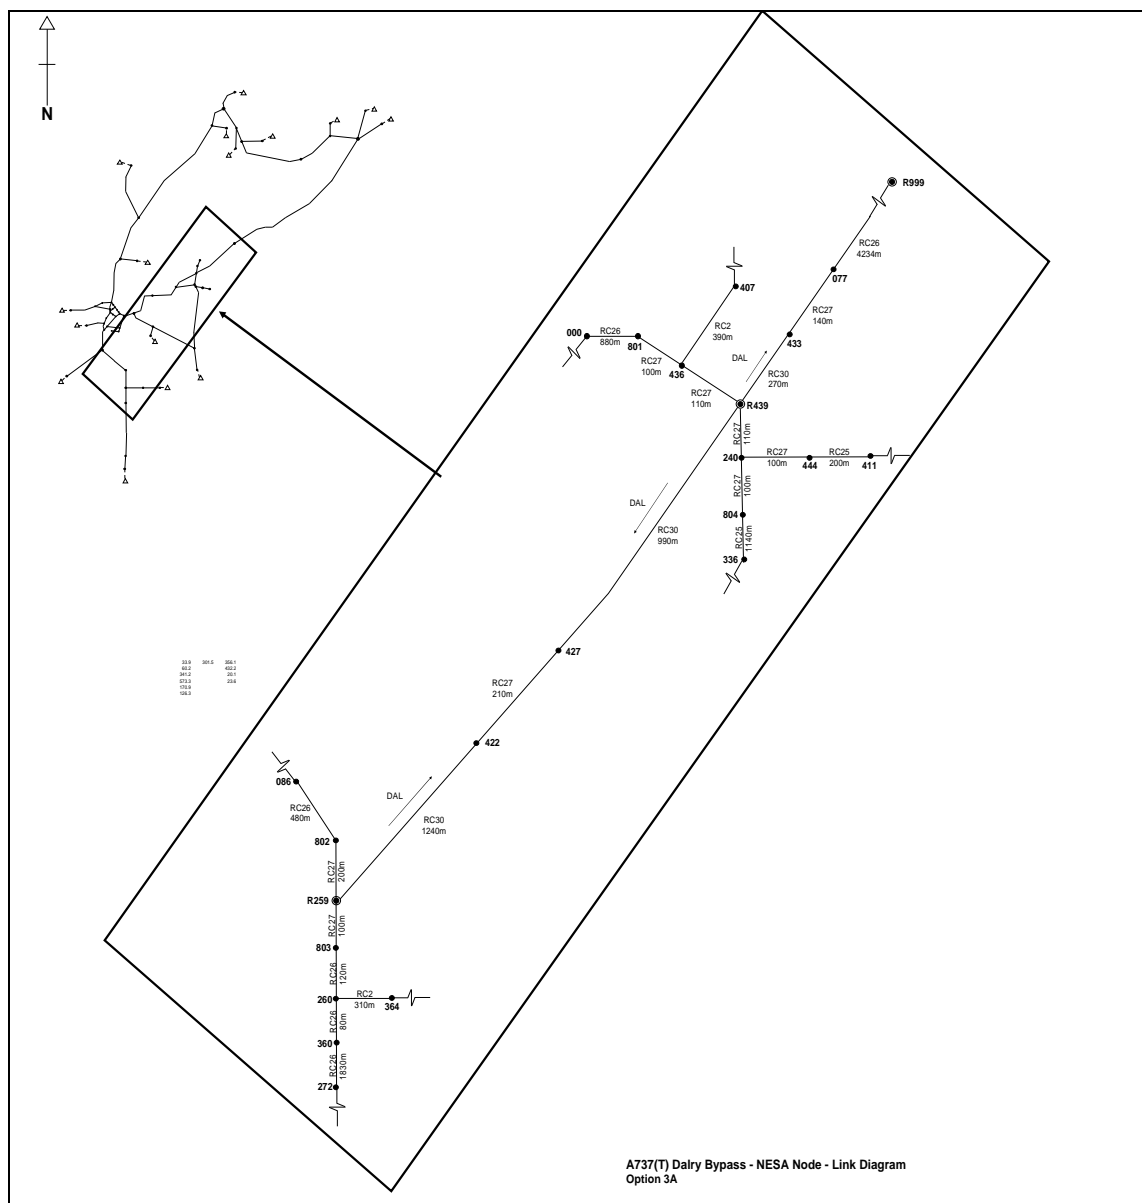 N
R999
RC26
4234m
077
407
RC27
140m
RC2
390m
000
RC26
880m
801
433
DAL
RC27
100m
436
RC30
270m
RC27
110m
R439
RC27
110m
240
RC27
100m
444
RC25
200m
411
RC27
100m
DAL
804
RC30
990m
RC25
1140m
336
427
RC27
210m
422
086
RC26
480m
DAL
RC30
1240m
802
RC27
200m
R259
RC27
100m
803
RC26
120m
260
RC2
310m
364
RC26
80m
360
RC26
1830m
272
A737(T) Dalry Bypass - NESA Node - Link Diagram
Option 3A